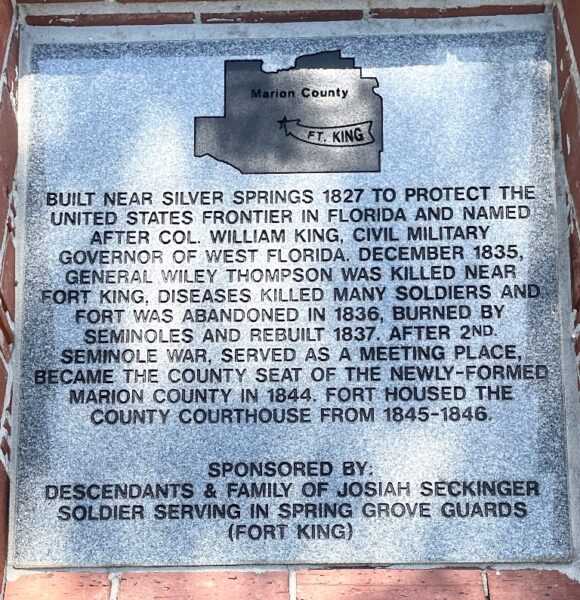 Marion County
FT. KING
BUILT NEAR SILVER SPRINGS 1827 TO PROTECT THE
UNITED STATES FRONTIER IN FLORIDA AND NAMED
AFTER COL. WILLIAM KING, CIVIL MILITARY
GOVERNOR OF WEST FLORIDA. DECEMBER 1835,
GENERAL WILEY THOMPSON WAS KILLED NEAR
FORT KING, DISEASES KILLED MANY SOLDIERS AND
FORT WAS ABANDONED IN 1836, BURNED BY
SEMINOLES AND REBUILT 1837. AFTER 2ND.
SEMINOLE WAR, SERVED AS A MEETING PLACE,
BECAME THE COUNTY SEAT OF THE NEWLY-FORMED
MARION COUNTY IN 1844. FORT HOUSED THE
COUNTY COURTHOUSE FROM 1845-1846.
SPONSORED BY:
DESCENDANTS & FAMILY OF JOSIAH SECKINGER
SOLDIER SERVING IN SPRING GROVE GUARDS
(FORT KING)